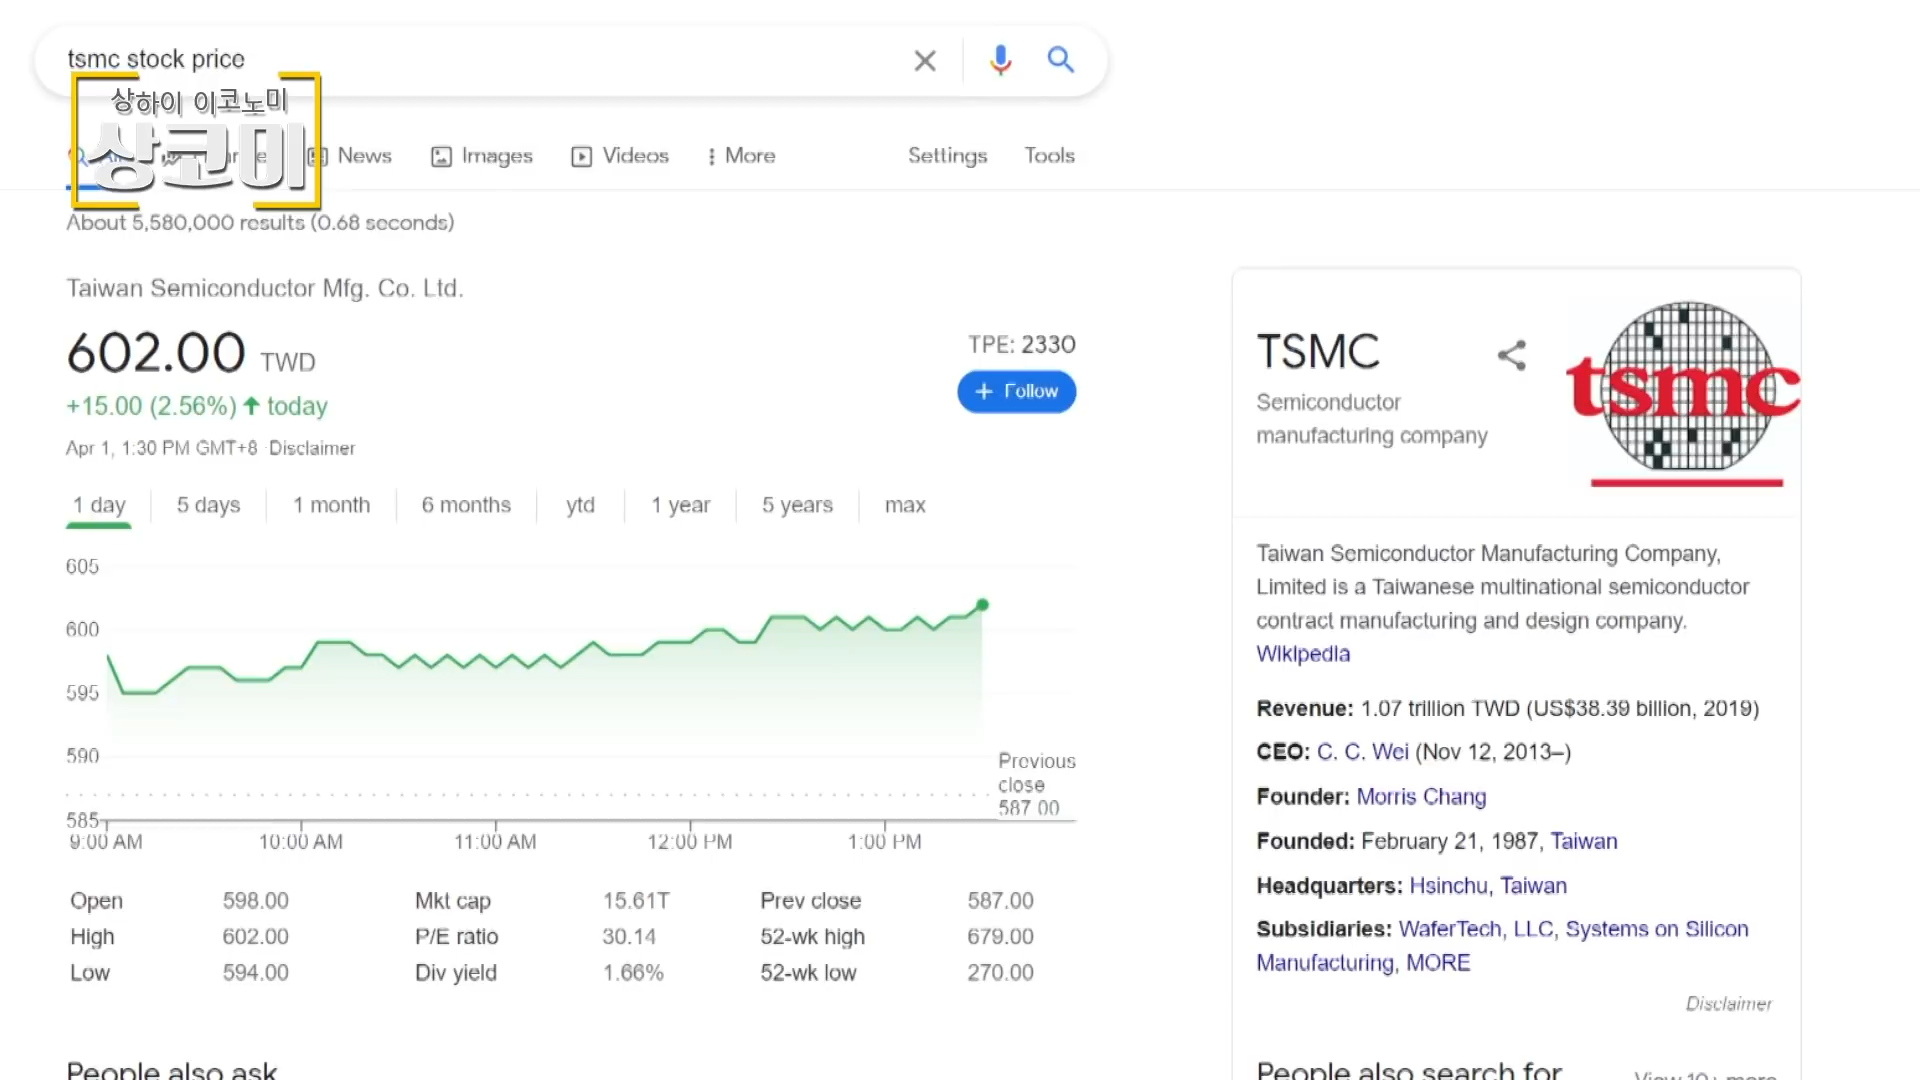 tsmc stock price
상하이 이코노미
상코미
News
Images
Videos
More
Settings
Tools
About 5,580,000 results (0.68 seconds)
Taiwan Semiconductor Mfg. Co. Ltd.
602.00 TWD
+15.00 (2.56%) ↑ today
Apr 1, 1:30 PM GMT+8 · Disclaimer
TPE: 2330
+ Follow
1 day
5 days
1 month
6 months
ytd
1 year
5 years
max
605
600
595
590
585
Previous
close
587.00
9:00 AM
10:00 AM
11:00 AM
12:00 PM
1:00 PM
Open 598.00 Mkt cap 15.61T Prev close 587.00
High 602.00 P/E ratio 30.14 52-wk high 679.00
Low 594.00 Div yield 1.66% 52-wk low 270.00
People also ask
TSMC
Semiconductor
manufacturing company
tsmc
Taiwan Semiconductor Manufacturing Company,
Limited is a Taiwanese multinational semiconductor
contract manufacturing and design company.
Wikipedia
Revenue: 1.07 trillion TWD (US$38.39 billion, 2019)
CEO: C. C. Wei (Nov 12, 2013–)
Founder: Morris Chang
Founded: February 21, 1987, Taiwan
Headquarters: Hsinchu, Taiwan
Subsidiaries: WaferTech, LLC, Systems on Silicon
Manufacturing, MORE
Disclaimer
People also search for
View 10+ more